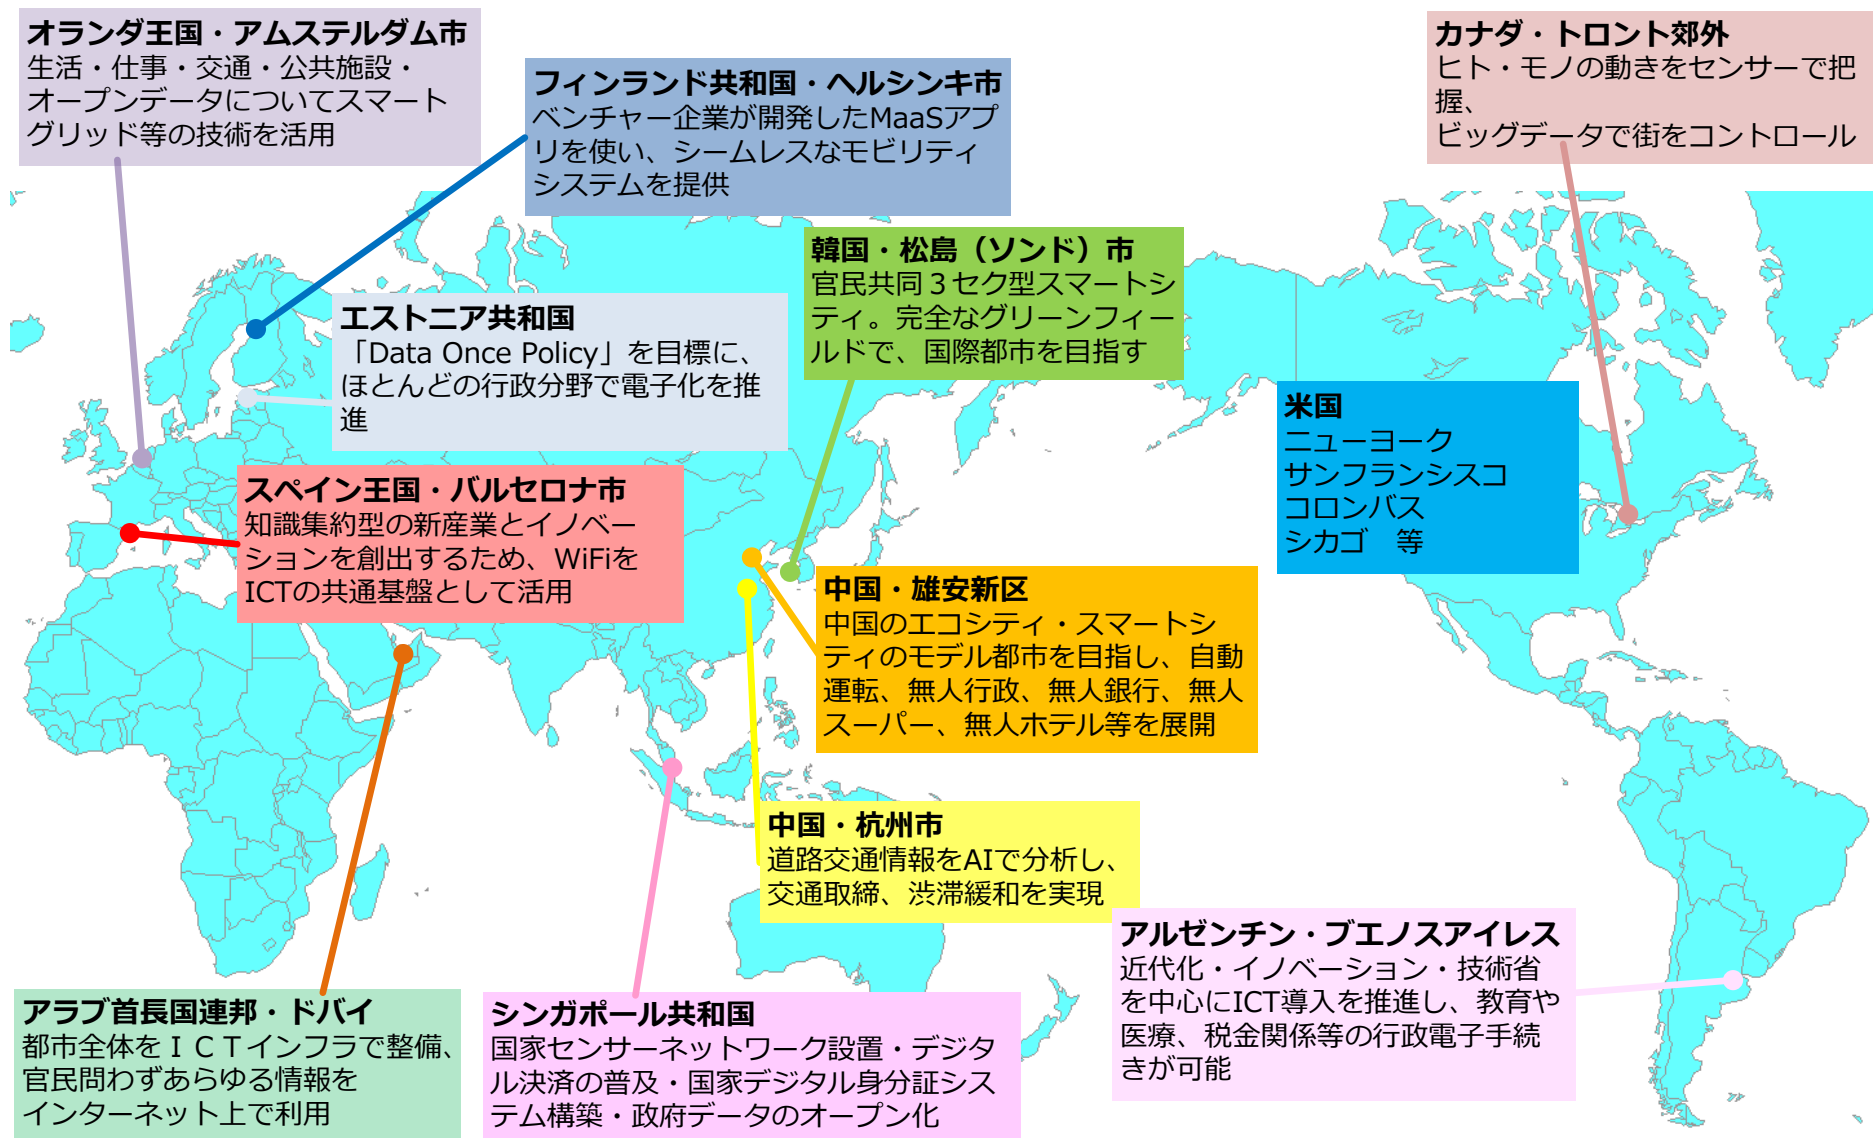 オランダ王国・アムステルダム市
生活・仕事・交通・公共施設・
オープンデータについてスマート
グリッド等の技術を活用
フィンランド共和国・ヘルシンキ市
ベンチャー企業が開発したMaaSアプ
リを使い、シームレスなモビリティ
システムを提供
カナダ・トロント郊外
ヒト・モノの動きをセンサーで把
握、
ビッグデータで街をコントロール
韓国・松島（ソンド）市
官民共同３セク型スマートシ
ティ。完全なグリーンフィー
ルドで、国際都市を目指す
エストニア共和国
「Data Once Policy」を目標に、
ほとんどの行政分野で電子化を推
進
米国
ニューヨーク
サンフランシスコ
コロンバス
シカゴ　等
スペイン王国・バルセロナ市
知識集約型の新産業とイノベー
ションを創出するため、WiFiを
ICTの共通基盤として活用
中国・雄安新区
中国のエコシティ・スマートシ
ティのモデル都市を目指し、自動
運転、無人行政、無人銀行、無人
スーパー、無人ホテル等を展開
中国・杭州市
道路交通情報をAIで分析し、
交通取締、渋滞緩和を実現
アルゼンチン・ブエノスアイレス
近代化・イノベーション・技術省
を中心にICT導入を推進し、教育や
医療、税金関係等の行政電子手続
きが可能
アラブ首長国連邦・ドバイ
都市全体をＩＣＴインフラで整備、
官民問わずあらゆる情報を
インターネット上で利用
シンガポール共和国
国家センサーネットワーク設置・デジタ
ル決済の普及・国家デジタル身分証シス
テム構築・政府データのオープン化